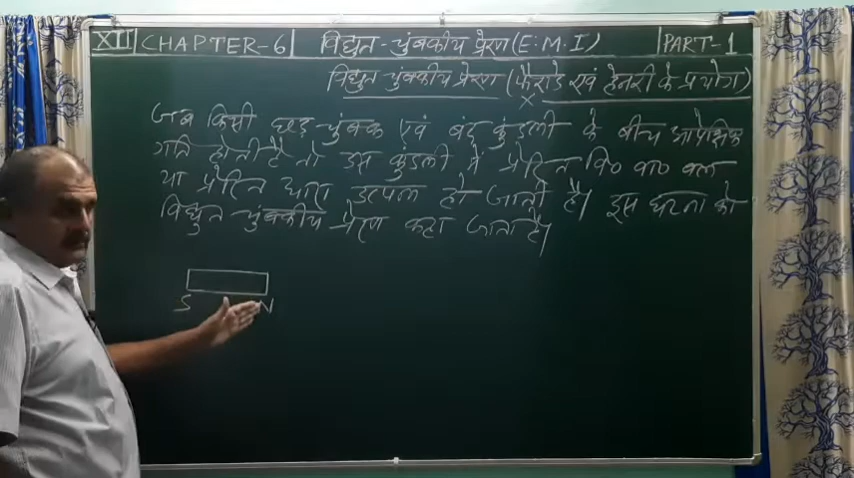 XII CHAPTER-6 विद्युत-चुंबकीय प्रेरण (E.M.I) PART-1
विद्युत चुंबकीय प्रेरण (फैराडे एवं हेनरी के प्रयोग)
जब किसी छड़ चुंबक एवं बंद कुंडली के बीच आपेक्षिक
गति होती है तो उस कुंडली में प्रेरित वि० वा० बल
या प्रेरित धारा उत्पन्न हो जाती है। इस घटना को
विद्युत चुंबकीय प्रेरण कहा जाता है।
S N